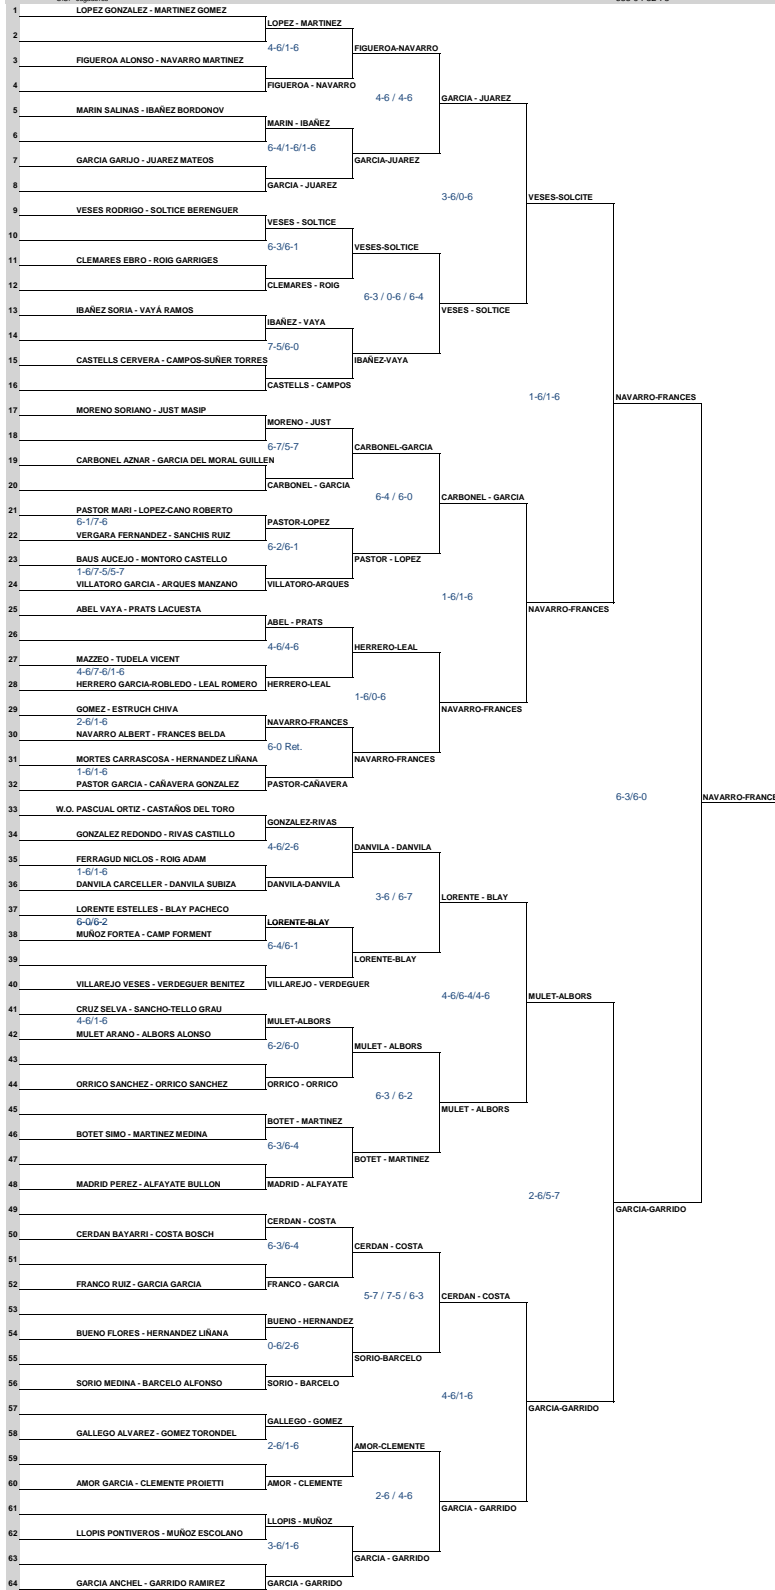 1 LOPEZ GONZALEZ - MARTINEZ GOMEZ
LOPEZ - MARTINEZ
2
4-6/1-6 FIGUEROA-NAVARRO
3 FIGUEROA ALONSO - NAVARRO MARTINEZ
4 FIGUEROA - NAVARRO
4-6 / 4-6 GARCIA - JUAREZ
5 MARIN SALINAS - IBAÑEZ BORDONOV
MARIN - IBAÑEZ
6
6-4/1-6/1-6
7 GARCIA GARIJO - JUAREZ MATEOS GARCIA-JUAREZ
8 GARCIA - JUAREZ
3-6/0-6 VESES-SOLCITE
9 VESES RODRIGO - SOLTICE BERENGUER
VESES - SOLTICE
10
6-3/6-1 VESES-SOLTICE
11 CLEMARES EBRO - ROIG GARRIGES
12 CLEMARES - ROIG
6-3 / 0-6 / 6-4
13 IBAÑEZ SORIA - VAYÁ RAMOS VESES - SOLTICE
IBAÑEZ - VAYA
14
7-5/6-0
15 CASTELLS CERVERA - CAMPOS-SUÑER TORRES IBAÑEZ-VAYA
16 CASTELLS - CAMPOS
1-6/1-6 NAVARRO-FRANCES
17 MORENO SORIANO - JUST MASIP
MORENO - JUST
18
6-7/5-7 CARBONEL-GARCIA
19 CARBONEL AZNAR - GARCIA DEL MORAL GUILLEN
20 CARBONEL - GARCIA
6-4 / 6-0 CARBONEL - GARCIA
21 PASTOR MARI - LOPEZ-CANO ROBERTO
6-1/7-6 PASTOR-LOPEZ
22 VERGARA FERNANDEZ - SANCHIS RUIZ
6-2/6-1
23 BAUS AUCEJO - MONTORO CASTELLO PASTOR - LOPEZ
1-6/7-5/5-7
24 VILLATORO GARCIA - ARQUES MANZANO VILLATORO-ARQUES
1-6/1-6
25 ABEL VAYA - PRATS LACUESTA NAVARRO-FRANCES
ABEL - PRATS
26
4-6/4-6 HERRERO-LEAL
27 MAZZEO - TUDELA VICENT
4-6/7-6/1-6
28 HERRERO GARCIA-ROBLEDO - LEAL ROMERO HERRERO-LEAL
1-6/0-6
29 GOMEZ - ESTRUCH CHIVA NAVARRO-FRANCES
2-6/1-6 NAVARRO-FRANCES
30 NAVARRO ALBERT - FRANCES BELDA
6-0 Ret.
31 MORTES CARRASCOSA - HERNANDEZ LIÑANA NAVARRO-FRANCES
1-6/1-6
32 PASTOR GARCIA - CAÑAVERA GONZALEZ PASTOR-CAÑAVERA
6-3/6-0 NAVARRO-FRANCE
33 W.O. PASCUAL ORTIZ - CASTAÑOS DEL TORO
GONZALEZ-RIVAS
34 GONZALEZ REDONDO - RIVAS CASTILLO
4-6/2-6 DANVILA - DANVILA
35 FERRAGUD NICLOS - ROIG ADAM
1-6/1-6
36 DANVILA CARCELLER - DANVILA SUBIZA DANVILA-DANVILA
3-6 / 6-7 LORENTE - BLAY
37 LORENTE ESTELLES - BLAY PACHECO
6-0/6-2 LORENTE-BLAY
38 MUÑOZ FORTEA - CAMP FORMENT
6-4/6-1
39 LORENTE-BLAY
40 VILLAREJO VESES - VERDEGUER BENITEZ VILLAREJO - VERDEGUER
4-6/6-4/4-6 MULET-ALBORS
41 CRUZ SELVA - SANCHO-TELLO GRAU
4-6/1-6 MULET-ALBORS
42 MULET ARANO - ALBORS ALONSO
6-2/6-0 MULET - ALBORS
43
44 ORRICO SANCHEZ - ORRICO SANCHEZ ORRICO - ORRICO
6-3 / 6-2
45 MULET - ALBORS
BOTET - MARTINEZ
46 BOTET SIMO - MARTINEZ MEDINA
6-3/6-4
47 BOTET - MARTINEZ
48 MADRID PEREZ - ALFAYATE BULLON MADRID - ALFAYATE
2-6/5-7
49 GARCIA-GARRIDO
CERDAN - COSTA
50 CERDAN BAYARRI - COSTA BOSCH
6-3/6-4 CERDAN - COSTA
51
52 FRANCO RUIZ - GARCIA GARCIA FRANCO - GARCIA
5-7 / 7-5 / 6-3 CERDAN - COSTA
53
BUENO - HERNANDEZ
54 BUENO FLORES - HERNANDEZ LIÑANA
0-6/2-6
55 SORIO-BARCELO
56 SORIO MEDINA - BARCELO ALFONSO SORIO - BARCELO
4-6/1-6
57 GARCIA-GARRIDO
GALLEGO - GOMEZ
58 GALLEGO ALVAREZ - GOMEZ TORONDEL
2-6/1-6 AMOR-CLEMENTE
59
60 AMOR GARCIA - CLEMENTE PROIETTI AMOR - CLEMENTE
2-6 / 4-6
61 GARCIA - GARRIDO
LLOPIS - MUÑOZ
62 LLOPIS PONTIVEROS - MUÑOZ ESCOLANO
3-6/1-6
63 GARCIA - GARRIDO
64 GARCIA ANCHEL - GARRIDO RAMIREZ GARCIA - GARRIDO